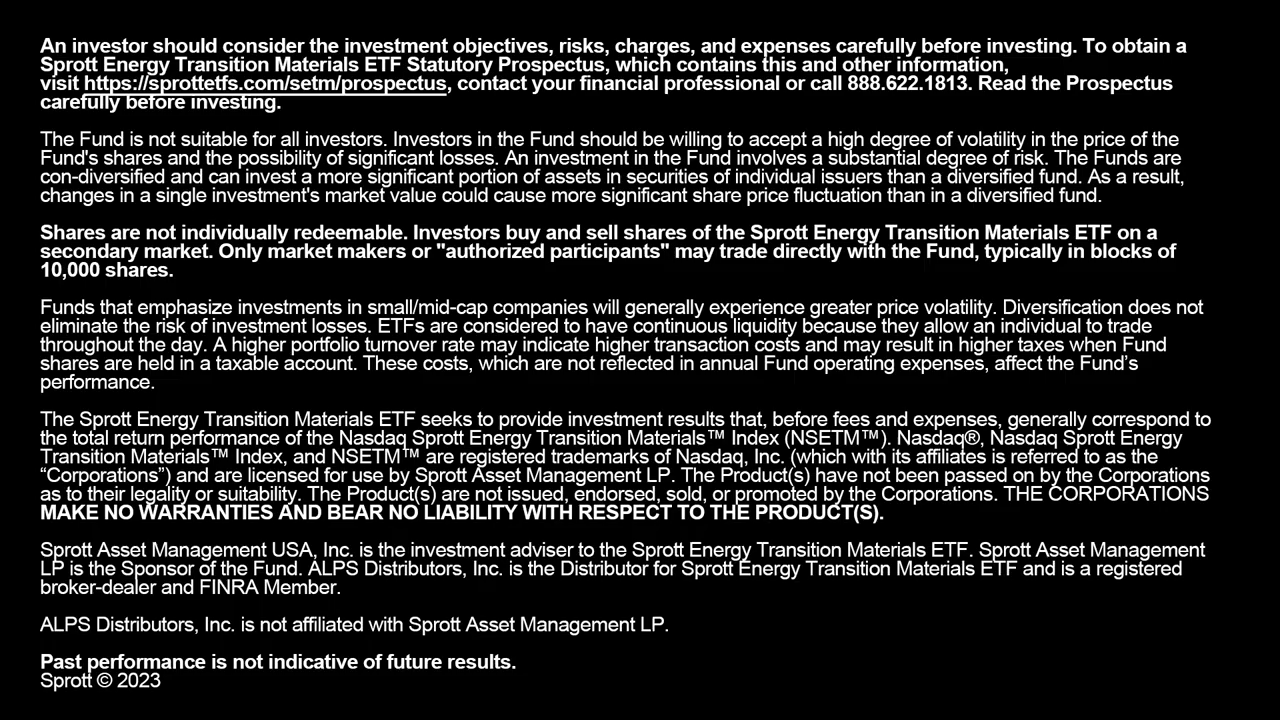 An investor should consider the investment objectives, risks, charges, and expenses carefully before investing. To obtain a
Sprott Energy Transition Materials ETF Statutory Prospectus, which contains this and other information,
visit https://sprottetfs.com/setm/prospectus, contact your financial professional or call 888.622.1813. Read the Prospectus
carefully before investing.
The Fund is not suitable for all investors. Investors in the Fund should be willing to accept a high degree of volatility in the price of the
Fund's shares and the possibility of significant losses. An investment in the Fund involves a substantial degree of risk. The Funds are
con-diversified and can invest a more significant portion of assets in securities of individual issuers than a diversified fund. As a result,
changes in a single investment's market value could cause more significant share price fluctuation than in a diversified fund.
Shares are not individually redeemable. Investors buy and sell shares of the Sprott Energy Transition Materials ETF on a
secondary market. Only market makers or "authorized participants" may trade directly with the Fund, typically in blocks of
10,000 shares.
Funds that emphasize investments in small/mid-cap companies will generally experience greater price volatility. Diversification does not
eliminate the risk of investment losses. ETFs are considered to have continuous liquidity because they allow an individual to trade
throughout the day. A higher portfolio turnover rate may indicate higher transaction costs and may result in higher taxes when Fund
shares are held in a taxable account. These costs, which are not reflected in annual Fund operating expenses, affect the Fund’s
performance.
The Sprott Energy Transition Materials ETF seeks to provide investment results that, before fees and expenses, generally correspond to
the total return performance of the Nasdaq Sprott Energy Transition Materials™ Index (NSETM™). Nasdaq®, Nasdaq Sprott Energy
Transition Materials™ Index, and NSETM™ are registered trademarks of Nasdaq, Inc. (which with its affiliates is referred to as the
“Corporations”) and are licensed for use by Sprott Asset Management LP. The Product(s) have not been passed on by the Corporations
as to their legality or suitability. The Product(s) are not issued, endorsed, sold, or promoted by the Corporations. THE CORPORATIONS
MAKE NO WARRANTIES AND BEAR NO LIABILITY WITH RESPECT TO THE PRODUCT(S).
Sprott Asset Management USA, Inc. is the investment adviser to the Sprott Energy Transition Materials ETF. Sprott Asset Management
LP is the Sponsor of the Fund. ALPS Distributors, Inc. is the Distributor for Sprott Energy Transition Materials ETF and is a registered
broker-dealer and FINRA Member.
ALPS Distributors, Inc. is not affiliated with Sprott Asset Management LP.
Past performance is not indicative of future results.
Sprott © 2023